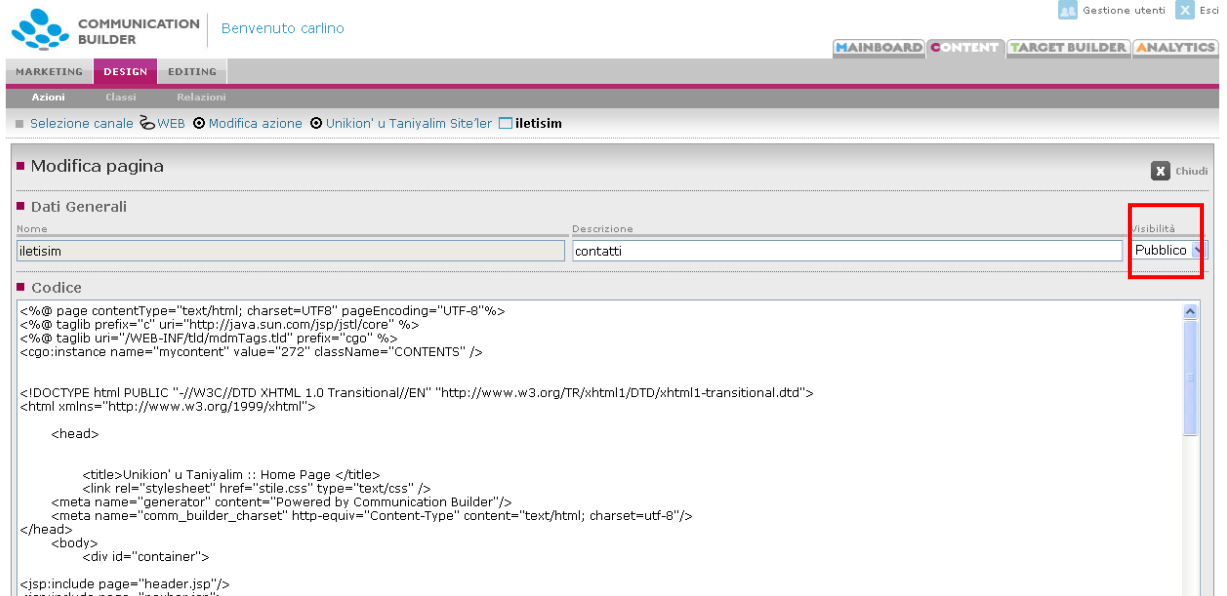 Gestione utenti Esci
COMMUNICATION
BUILDER
Benvenuto carlino
MAINBOARD CONTENT TARGET BUILDER ANALYTICS
MARKETING DESIGN EDITING
Azioni Classi Relazioni
Selezione canale WEB Modifica azione Unikion' u Taniyalim Site'ler iletisim
Modifica pagina
Chiudi
Dati Generali
Nome Descrizione Visibilità
iletisim contatti Pubblico
Codice
<%@ page contentType="text/html; charset=UTF8" pageEncoding="UTF-8"%>
<%@ taglib prefix="c" uri="http://java.sun.com/jsp/jstl/core" %>
<%@ taglib uri="/WEB-INF/tld/mdmTags.tld" prefix="cgo" %>
<cgo:instance name="mycontent" value="272" className="CONTENTS" />
<!DOCTYPE html PUBLIC "-//W3C//DTD XHTML 1.0 Transitional//EN" "http://www.w3.org/TR/xhtml1/DTD/xhtml1-transitional.dtd">
<html xmlns="http://www.w3.org/1999/xhtml">
<head>
<title>Unikion' u Taniyalim :: Home Page </title>
<link rel="stylesheet" href="stile.css" type="text/css" />
<meta name="generator" content="Powered by Communication Builder"/>
<meta name="comm_builder_charset" http-equiv="Content-Type" content="text/html; charset=utf-8"/>
</head>
<body>
<div id="container">
<jsp:include page="header.jsp"/>